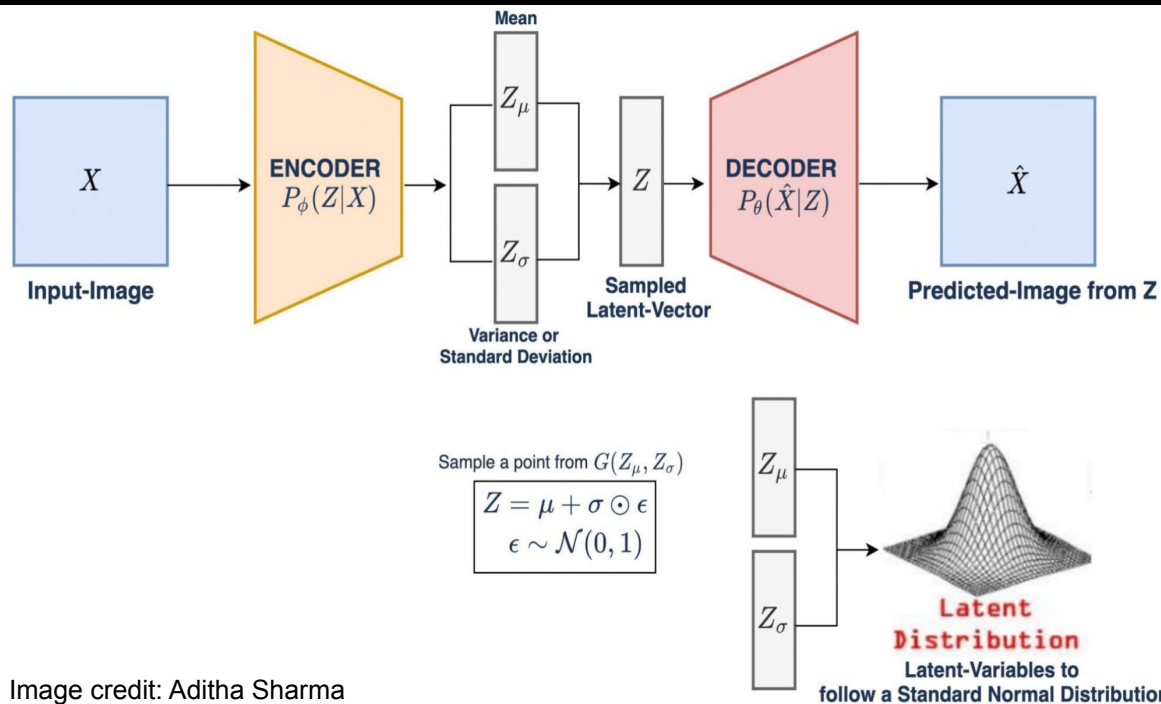 Mean
Z_μ
X
ENCODER
P_ϕ(Z|X)
Z
DECODER
P_θ(X̂|Z)
X̂
Z_σ
Input-Image
Sampled
Latent-Vector
Predicted-Image from Z
Variance or
Standard Deviation
Sample a point from G(Z_μ, Z_σ)
Z = μ + σ ⊙ ϵ
ϵ ∼ 𝒩(0, 1)
Z_μ
Z_σ
Latent
Distribution
Latent-Variables to
follow a Standard Normal Distribution
Image credit: Aditha Sharma